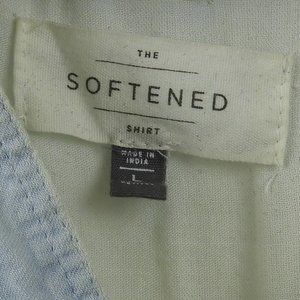 THE
SOFTENED
SHIRT
MADE IN
INDIA
L